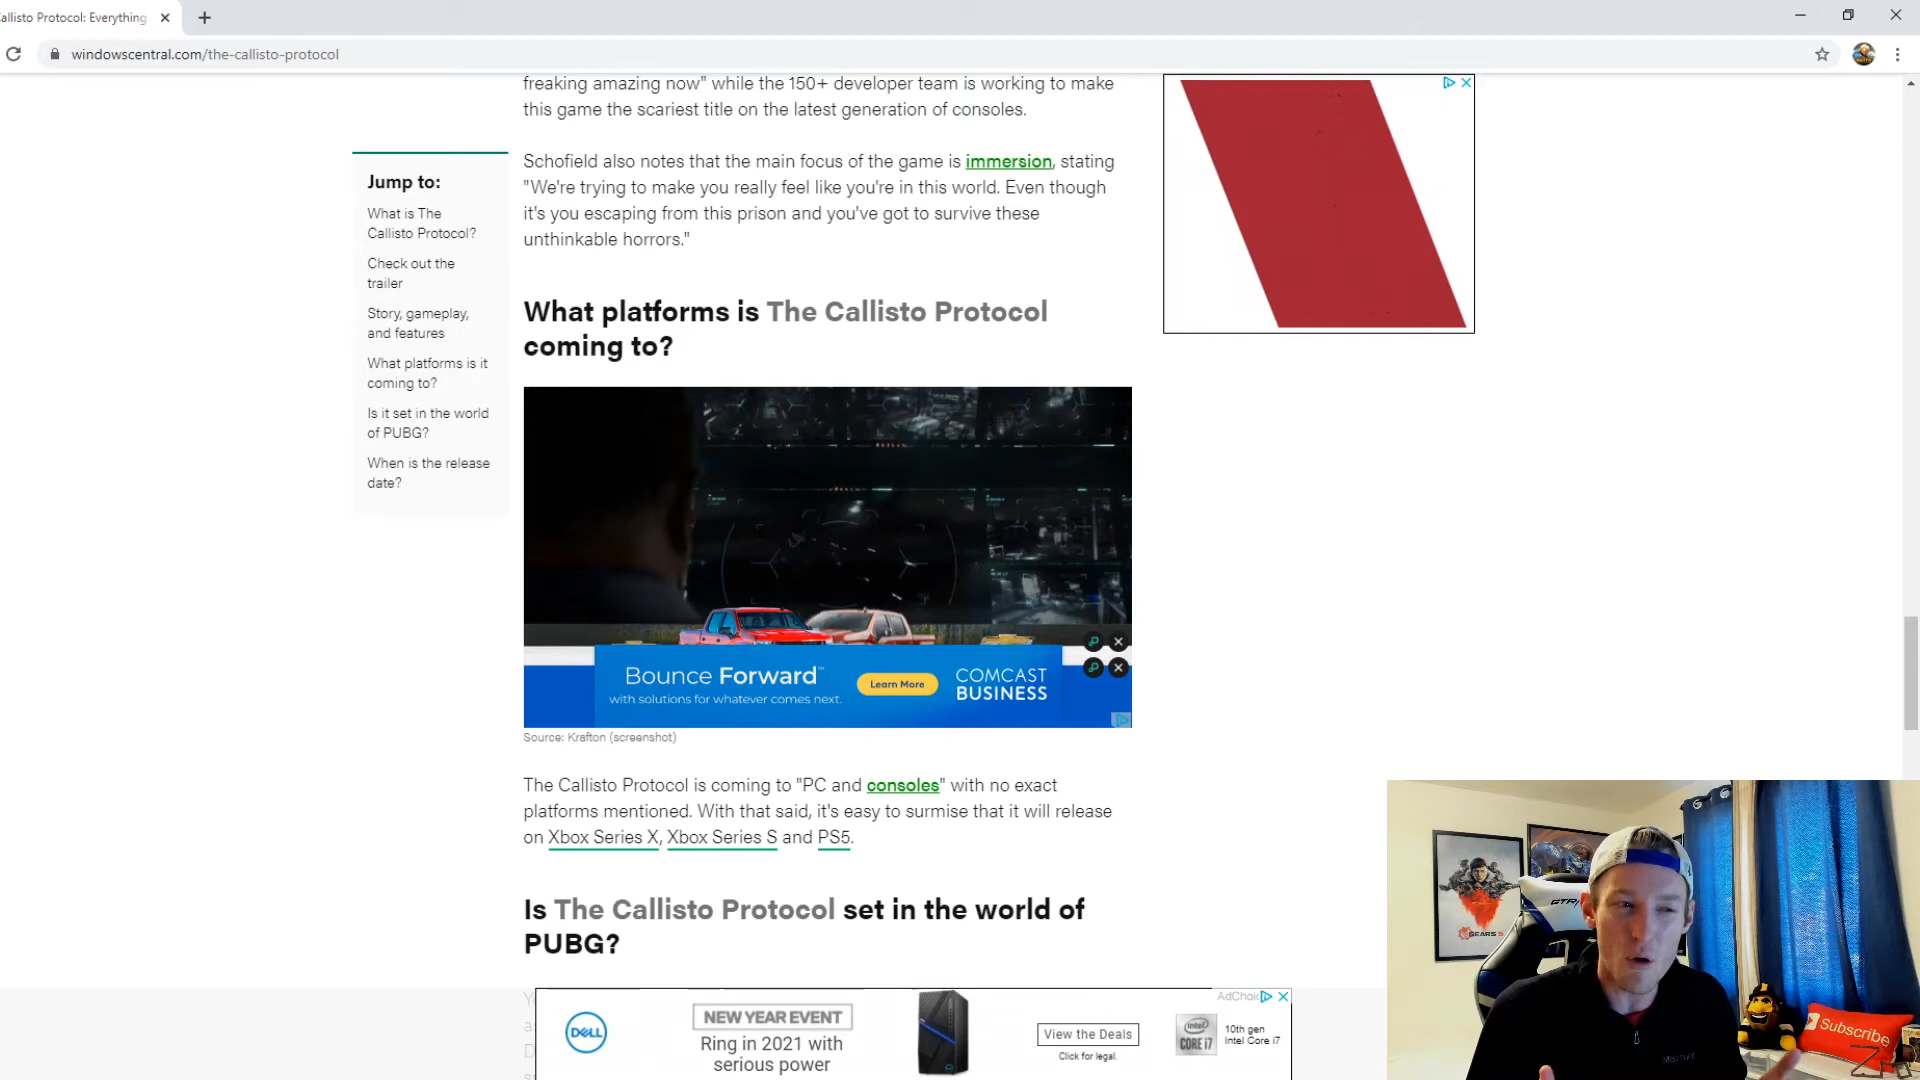 allisto Protocol: Everything
windowscentral.com/the-callisto-protocol
freaking amazing now" while the 150+ developer team is working to make
this game the scariest title on the latest generation of consoles.
Jump to:
What is The
Callisto Protocol?
Check out the
trailer
Story, gameplay,
and features
What platforms is it
coming to?
Is it set in the world
of PUBG?
When is the release
date?
Schofield also notes that the main focus of the game is immersion, stating
"We're trying to make you really feel like you're in this world. Even though
it's you escaping from this prison and you've got to survive these
unthinkable horrors."
What platforms is The Callisto Protocol
coming to?
Bounce Forward™
with solutions for whatever comes next.
Learn More
COMCAST
BUSINESS
Source: Krafton (screenshot)
The Callisto Protocol is coming to "PC and consoles" with no exact
platforms mentioned. With that said, it's easy to surmise that it will release
on Xbox Series X, Xbox Series S and PS5.
Is The Callisto Protocol set in the world of
PUBG?
DELL
NEW YEAR EVENT
Ring in 2021 with
serious power
View the Deals
Click for legal.
AdChoi
intel
CORE i7
10th gen
Intel Core i7
GEARS 5
GTR
Subscribe